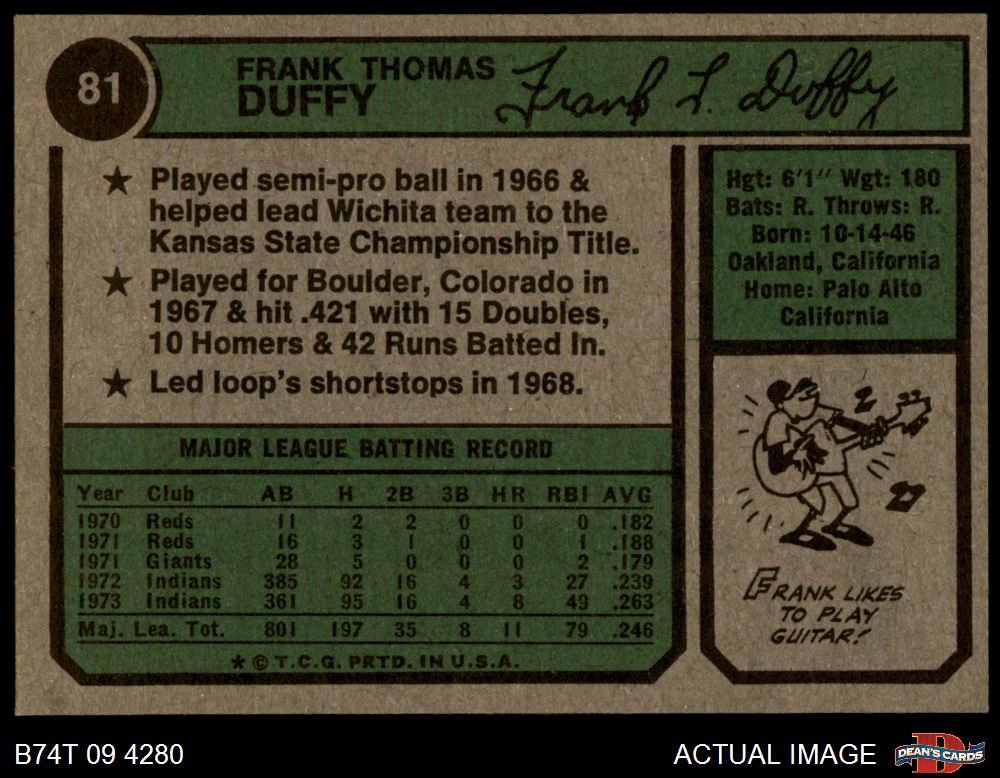 81
FRANK THOMAS
DUFFY
Frank T. Duffy
★ Played semi-pro ball in 1966 &
helped lead Wichita team to the
Kansas State Championship Title.
★ Played for Boulder, Colorado in
1967 & hit .421 with 15 Doubles,
10 Homers & 42 Runs Batted In.
★ Led loop's shortstops in 1968.
Hgt: 6'1" Wgt: 180
Bats: R. Throws: R.
Born: 10-14-46
Oakland, California
Home: Palo Alto
California
MAJOR LEAGUE BATTING RECORD
Year Club AB H 2B 3B HR RBI AVG
1970 Reds 11 2 2 0 0 0 .182
1971 Reds 16 3 1 0 0 1 .188
1971 Giants 28 5 0 0 0 2 .179
1972 Indians 385 92 16 4 3 27 .239
1973 Indians 361 95 16 4 8 49 .263
Maj. Lea. Tot. 801 197 35 8 11 79 .246
* © T.C.G. PRTD. IN U.S.A.
FRANK LIKES
TO PLAY
GUITAR!
B74T 09 4280
ACTUAL IMAGE
D
DEAN'S CARDS